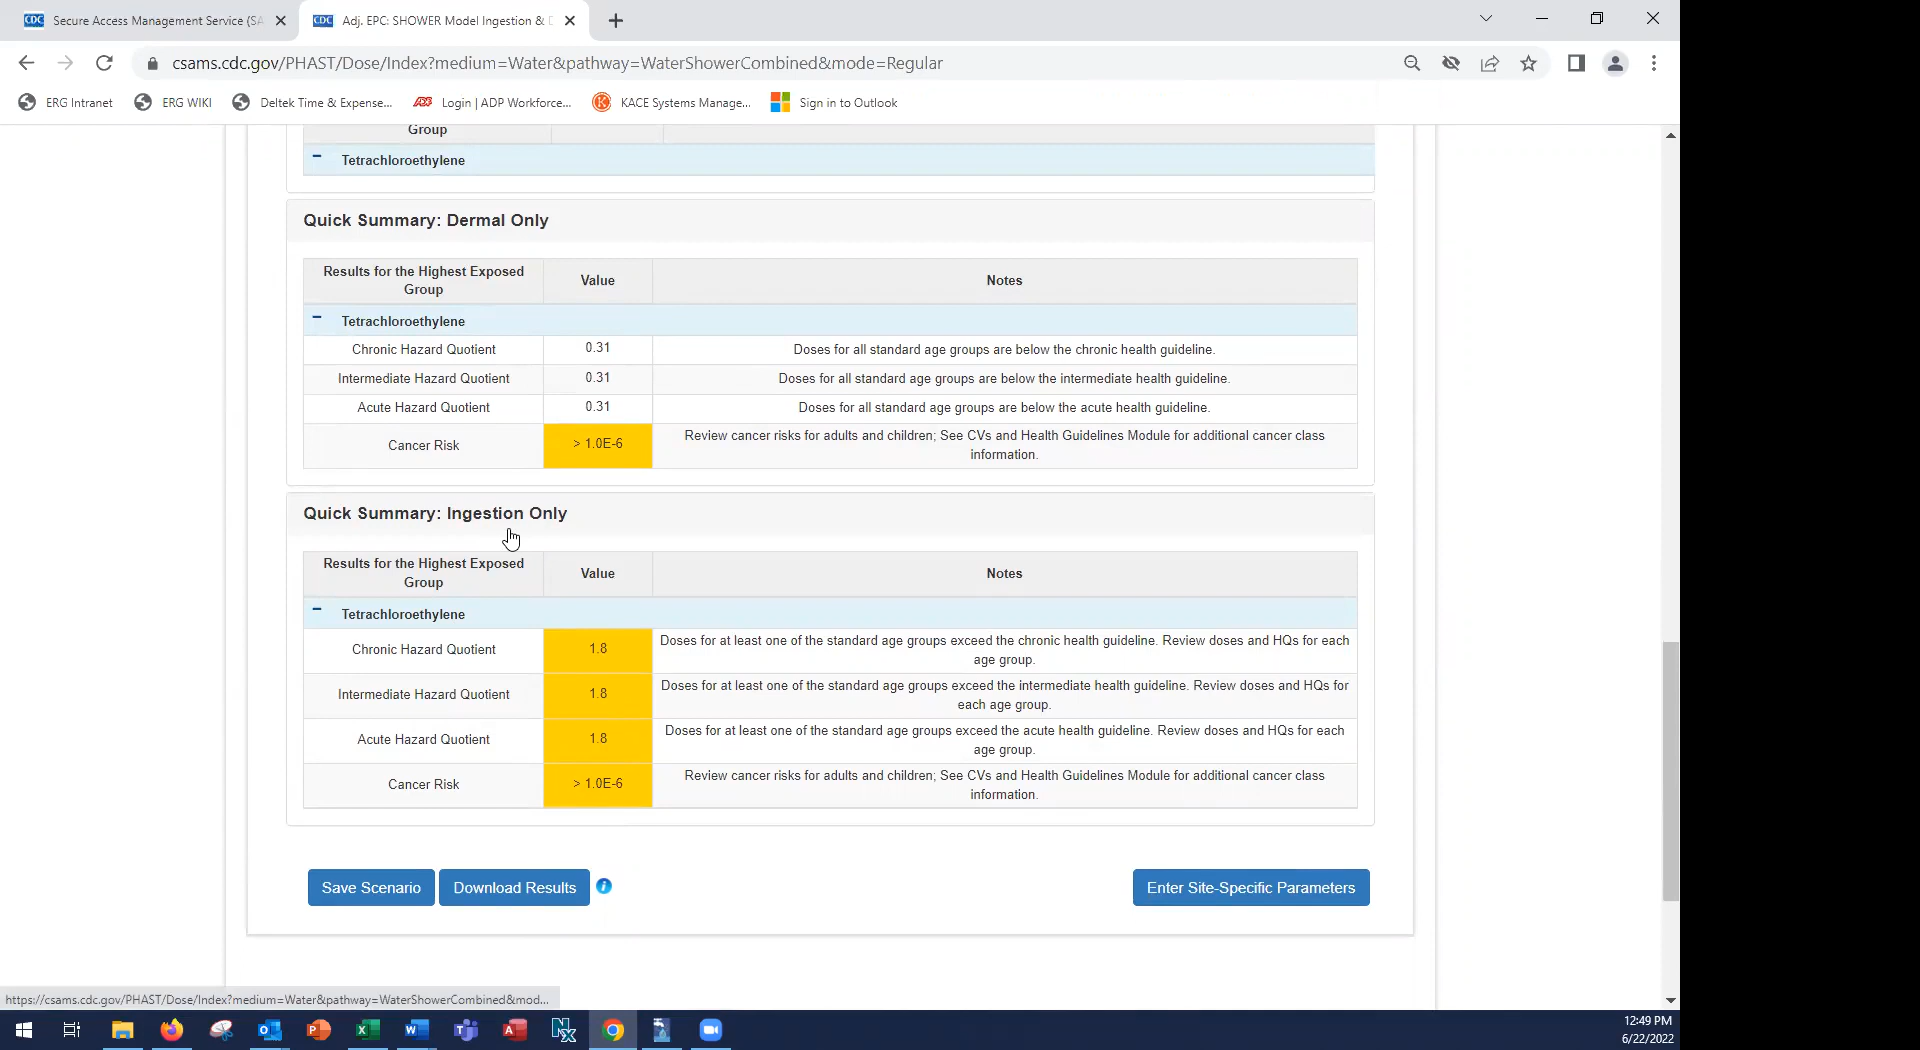 Secure Access Management Service (SA
Adj. EPC: SHOWER Model Ingestion &
csams.cdc.gov/PHAST/Dose/Index?medium=Water&pathway=WaterShowerCombined&mode=Regular
ERG Intranet
ERG WIKI
Deltek Time & Expense...
Login | ADP Workforce...
KACE Systems Manage...
Sign in to Outlook
Group
Tetrachloroethylene
Quick Summary: Dermal Only
Results for the Highest Exposed
Group
Value
Notes
Tetrachloroethylene
Chronic Hazard Quotient
0.31
Doses for all standard age groups are below the chronic health guideline.
Intermediate Hazard Quotient
0.31
Doses for all standard age groups are below the intermediate health guideline.
Acute Hazard Quotient
0.31
Doses for all standard age groups are below the acute health guideline.
Cancer Risk
> 1.0E-6
Review cancer risks for adults and children; See CVs and Health Guidelines Module for additional cancer class
information.
Quick Summary: Ingestion Only
Results for the Highest Exposed
Group
Value
Notes
Tetrachloroethylene
Chronic Hazard Quotient
1.8
Doses for at least one of the standard age groups exceed the chronic health guideline. Review doses and HQs for each
age group.
Intermediate Hazard Quotient
1.8
Doses for at least one of the standard age groups exceed the intermediate health guideline. Review doses and HQs for
each age group.
Acute Hazard Quotient
1.8
Doses for at least one of the standard age groups exceed the acute health guideline. Review doses and HQs for each
age group.
Cancer Risk
> 1.0E-6
Review cancer risks for adults and children; See CVs and Health Guidelines Module for additional cancer class
information.
Save Scenario
Download Results
Enter Site-Specific Parameters
https://csams.cdc.gov/PHAST/Dose/Index?medium=Water&pathway=WaterShowerCombined&mod...
12:49 PM
6/22/2022